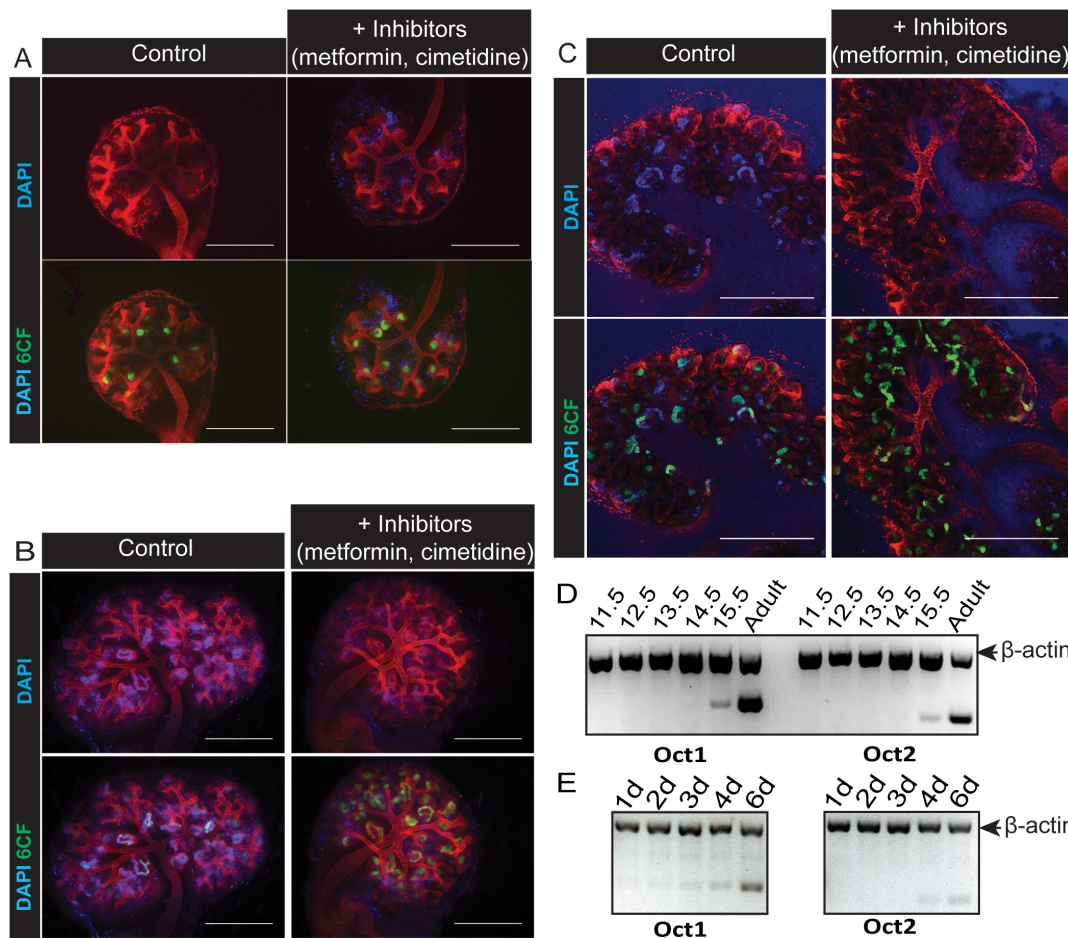 A
Control
+ Inhibitors
(metformin, cimetidine)
DAPI
DAPI 6CF
B
Control
+ Inhibitors
(metformin, cimetidine)
DAPI
DAPI 6CF
C
Control
+ Inhibitors
(metformin, cimetidine)
DAPI
DAPI 6CF
D
11.5 12.5 13.5 14.5 15.5 Adult 11.5 12.5 13.5 14.5 15.5 Adult
β-actin
Oct1 Oct2
E
1d 2d 3d 4d 6d 1d 2d 3d 4d 6d
β-actin
Oct1 Oct2